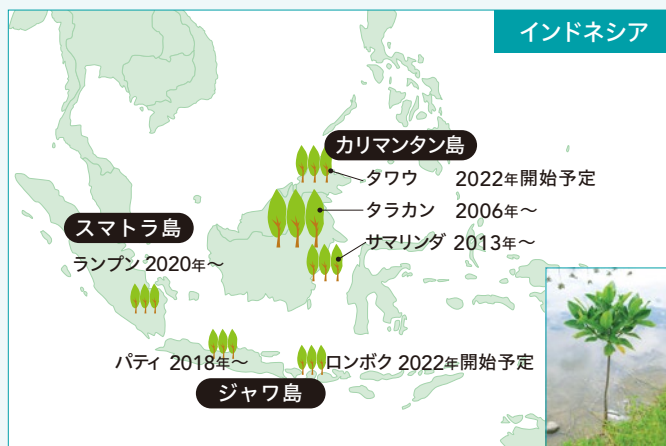 インドネシア
カリマンタン島
タワウ 2022年開始予定
タラカン 2006年～
サマリンダ 2013年～
スマトラ島
ランプン 2020年～
パティ 2018年～
ロンボク 2022年開始予定
ジャワ島